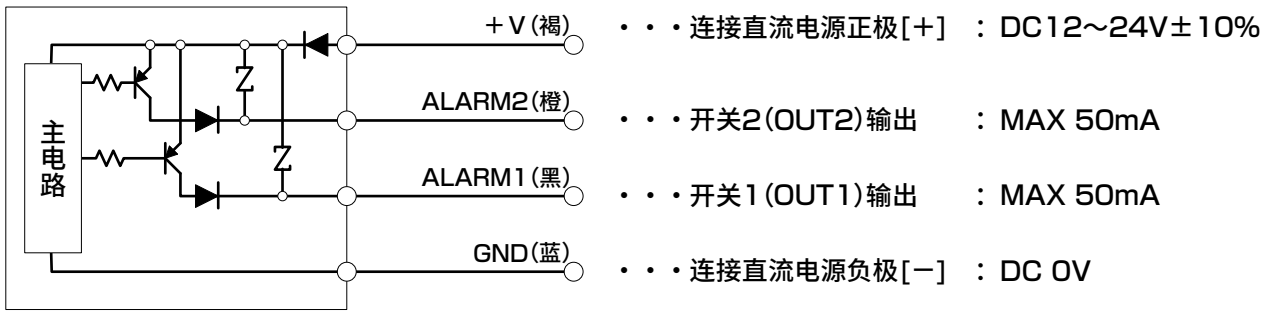 +V(褐) ・・・连接直流电源正极[+] : DC12~24V±10%
ALARM2(橙) ・・・开关2(OUT2)输出 : MAX 50mA
主电路
ALARM1(黑) ・・・开关1(OUT1)输出 : MAX 50mA
GND(蓝) ・・・连接直流电源负极[-] : DC 0V